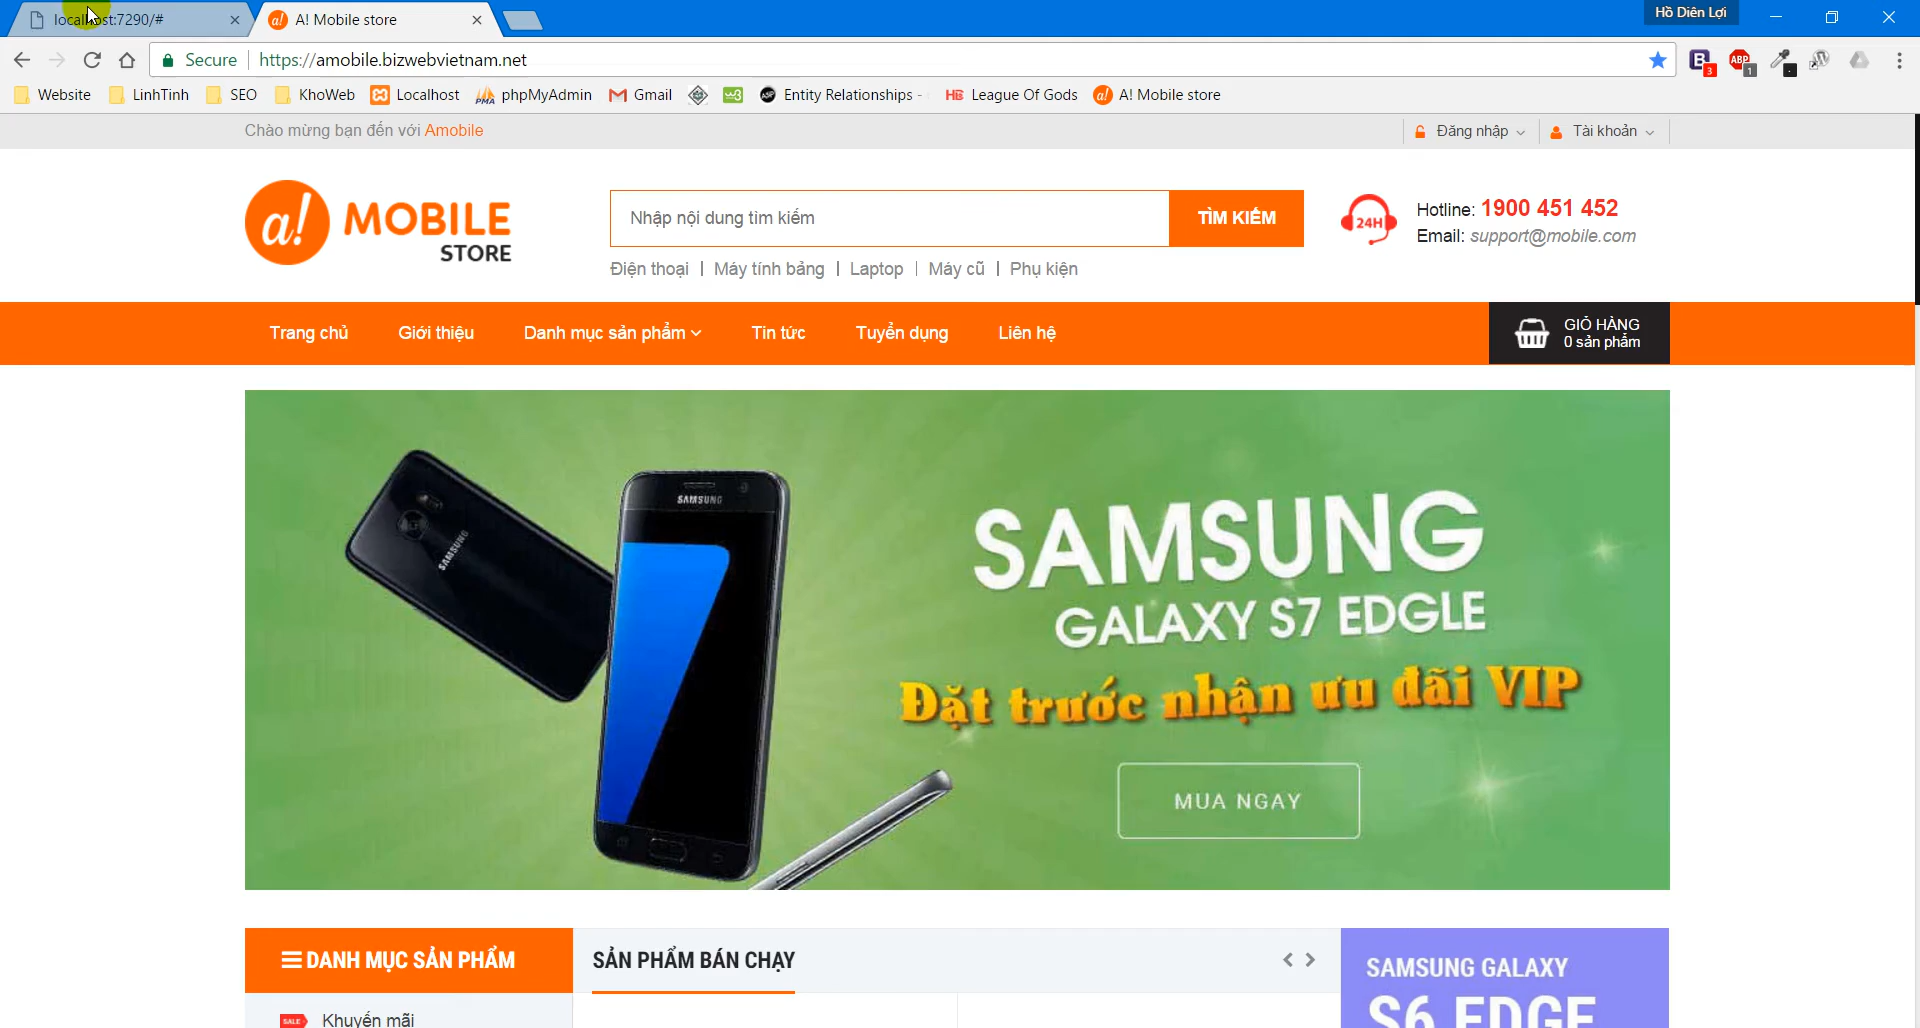 localhost:7290/#
A! Mobile store
Hồ Diên Lợi
Secure https://amobile.bizwebvietnam.net
Website LinhTinh SEO KhoWeb Localhost phpMyAdmin Gmail Entity Relationships - League Of Gods A! Mobile store
Chào mừng bạn đến với Amobile
Đăng nhập Tài khoản
a! MOBILE STORE
Nhập nội dung tìm kiếm
TÌM KIẾM
24H
Hotline: 1900 451 452
Email: support@mobile.com
Điện thoại | Máy tính bảng | Laptop | Máy cũ | Phụ kiện
Trang chủ Giới thiệu Danh mục sản phẩm Tin tức Tuyển dụng Liên hệ
GIỎ HÀNG
0 sản phẩm
SAMSUNG
SAMSUNG
SAMSUNG
GALAXY S7 EDGLE
Đặt trước nhận ưu đãi VIP
MUA NGAY
DANH MỤC SẢN PHẨM
SẢN PHẨM BÁN CHẠY
SAMSUNG GALAXY
S6 EDGE
SALE Khuyến mãi